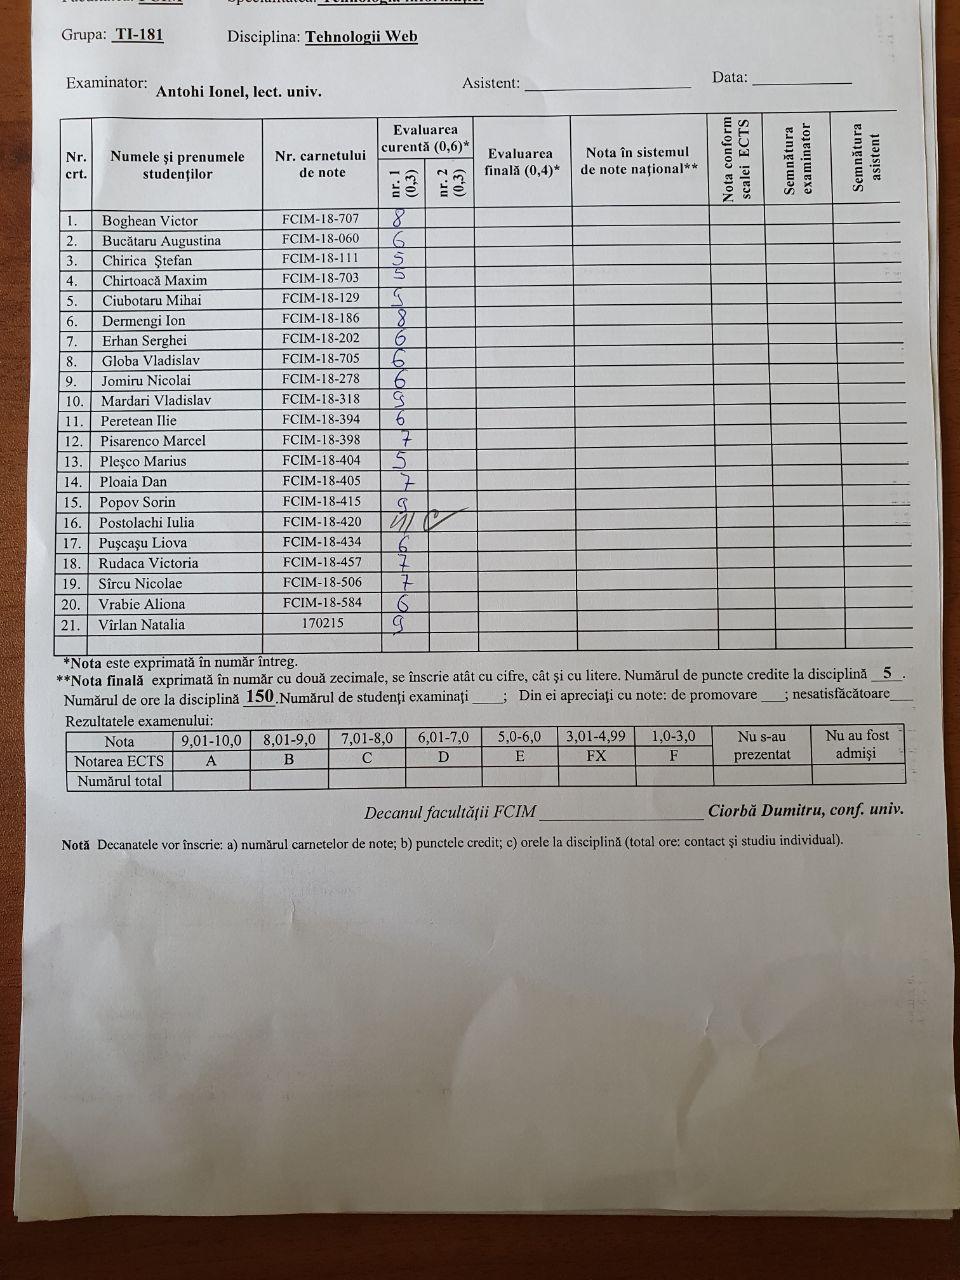 Grupa: TI-181 Disciplina: Tehnologii Web
Examinator: Antohi Ionel, lect. univ. Asistent: ____ Data: ____
Nr. crt. Numele şi prenumele studenţilor Nr. carnetului de note Evaluarea curentă (0,6)* nr. 1 (0,3) nr. 2 (0,3) Evaluarea finală (0,4)* Nota în sistemul de note naţional** Nota conform scalei ECTS Semnătura examinator Semnătura asistent
1. Boghean Victor FCIM-18-707 8
2. Bucătaru Augustina FCIM-18-060 6
3. Chirica Ştefan FCIM-18-111 5
4. Chirtoacă Maxim FCIM-18-703 5
5. Ciubotaru Mihai FCIM-18-129 5
6. Dermengi Ion FCIM-18-186 8
7. Erhan Serghei FCIM-18-202 6
8. Globa Vladislav FCIM-18-705 6
9. Jomiru Nicolai FCIM-18-278 6
10. Mardari Vladislav FCIM-18-318 9
11. Peretean Ilie FCIM-18-394 6
12. Pisarenco Marcel FCIM-18-398 7
13. Pleşco Marius FCIM-18-404 5
14. Ploaia Dan FCIM-18-405 7
15. Popov Sorin FCIM-18-415 9
16. Postolachi Iulia FCIM-18-420
17. Puşcaşu Liova FCIM-18-434 6
18. Rudaca Victoria FCIM-18-457 7
19. Sîrcu Nicolae FCIM-18-506 7
20. Vrabie Aliona FCIM-18-584 6
21. Vîrlan Natalia 170215 9
*Nota este exprimată în număr întreg.
**Nota finală exprimată în număr cu două zecimale, se înscrie atât cu cifre, cât şi cu litere. Numărul de puncte credite la disciplină 5.
Numărul de ore la disciplină 150. Numărul de studenţi examinaţi ____; Din ei apreciaţi cu note: de promovare ___; nesatisfăcătoare___
Rezultatele examenului:
Nota 9,01-10,0 8,01-9,0 7,01-8,0 6,01-7,0 5,0-6,0 3,01-4,99 1,0-3,0 Nu s-au prezentat Nu au fost admişi
Notarea ECTS A B C D E FX F
Numărul total
Decanul facultăţii FCIM ____ Ciorbă Dumitru, conf. univ.
Notă Decanatele vor înscrie: a) numărul carnetelor de note; b) punctele credit; c) orele la disciplină (total ore: contact şi studiu individual).